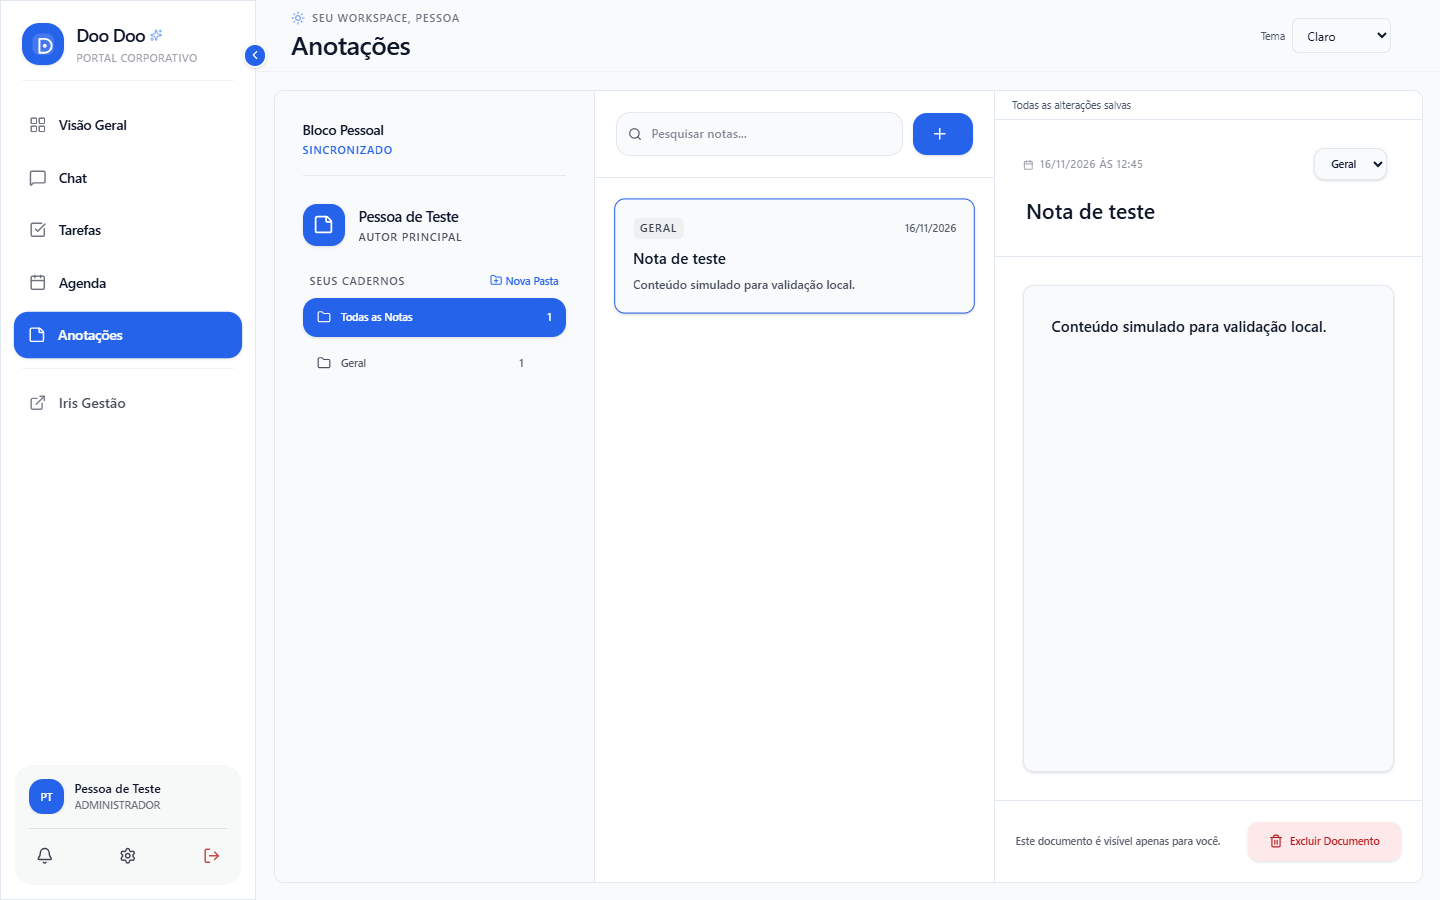 Doo Doo
PORTAL CORPORATIVO
Visão Geral
Chat
Tarefas
Agenda
Anotações
Iris Gestão
PT
Pessoa de Teste
ADMINISTRADOR
SEU WORKSPACE, PESSOA
Anotações
Tema
Claro
Bloco Pessoal
SINCRONIZADO
Pessoa de Teste
AUTOR PRINCIPAL
SEUS CADERNOS
Nova Pasta
Todas as Notas 1
Geral 1
Pesquisar notas...
GERAL 16/11/2026
Nota de teste
Conteúdo simulado para validação local.
Todas as alterações salvas
16/11/2026 ÀS 12:45
Geral
Nota de teste
Conteúdo simulado para validação local.
Este documento é visível apenas para você.
Excluir Documento